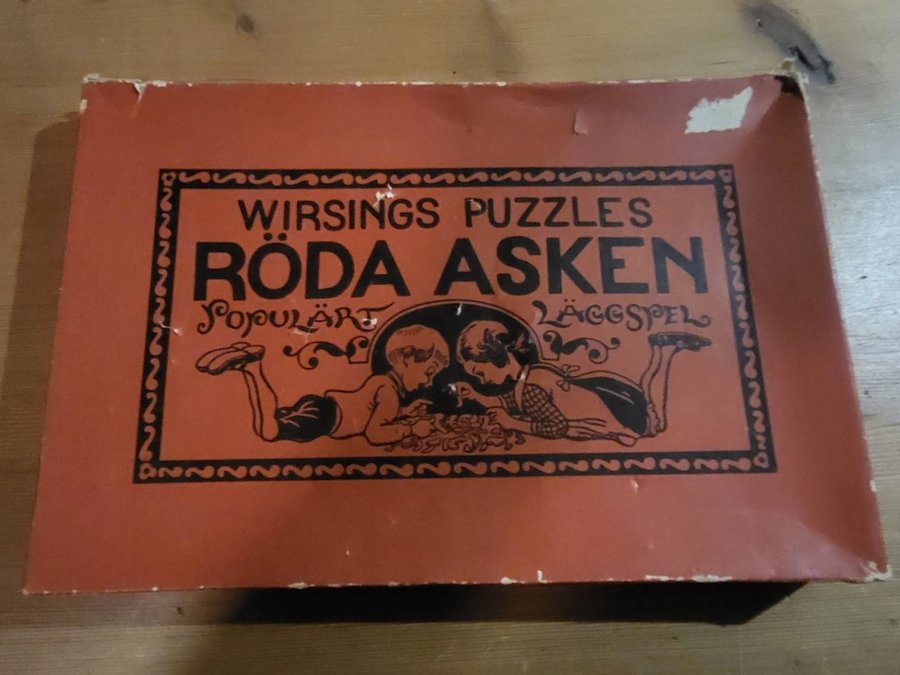 WIRSINGS PUZZLES
RÖDA ASKEN
POPULÄRT LÄGGSPEL